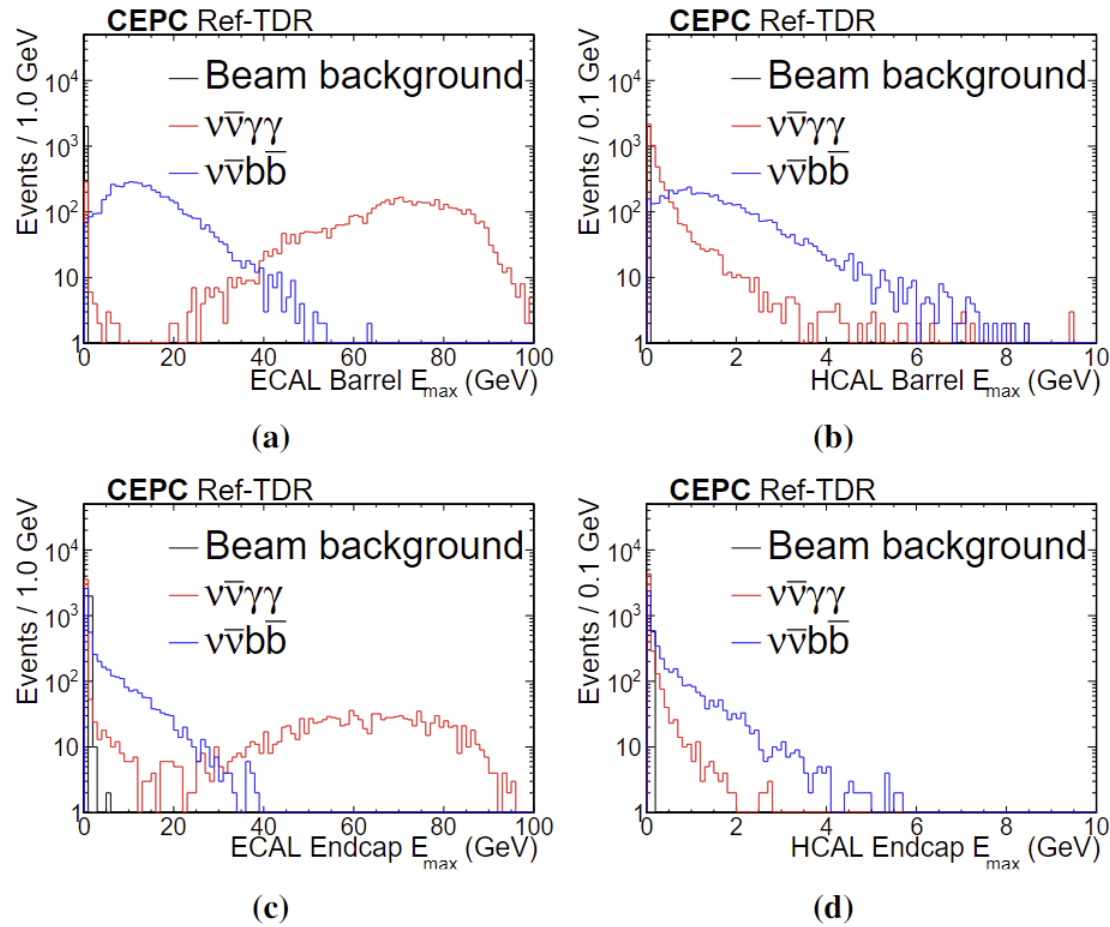 CEPC Ref-TDR
Events / 1.0 GeV
10⁴
10³
10²
10
1
Beam background
νν̅γγ
νν̅bb̅
0 20 40 60 80 100
ECAL Barrel E_max (GeV)
(a)
CEPC Ref-TDR
Events / 0.1 GeV
10⁴
10³
10²
10
1
Beam background
νν̅γγ
νν̅bb̅
0 2 4 6 8 10
HCAL Barrel E_max (GeV)
(b)
CEPC Ref-TDR
Events / 1.0 GeV
10⁴
10³
10²
10
1
Beam background
νν̅γγ
νν̅bb̅
0 20 40 60 80 100
ECAL Endcap E_max (GeV)
(c)
CEPC Ref-TDR
Events / 0.1 GeV
10⁴
10³
10²
10
1
Beam background
νν̅γγ
νν̅bb̅
0 2 4 6 8 10
HCAL Endcap E_max (GeV)
(d)